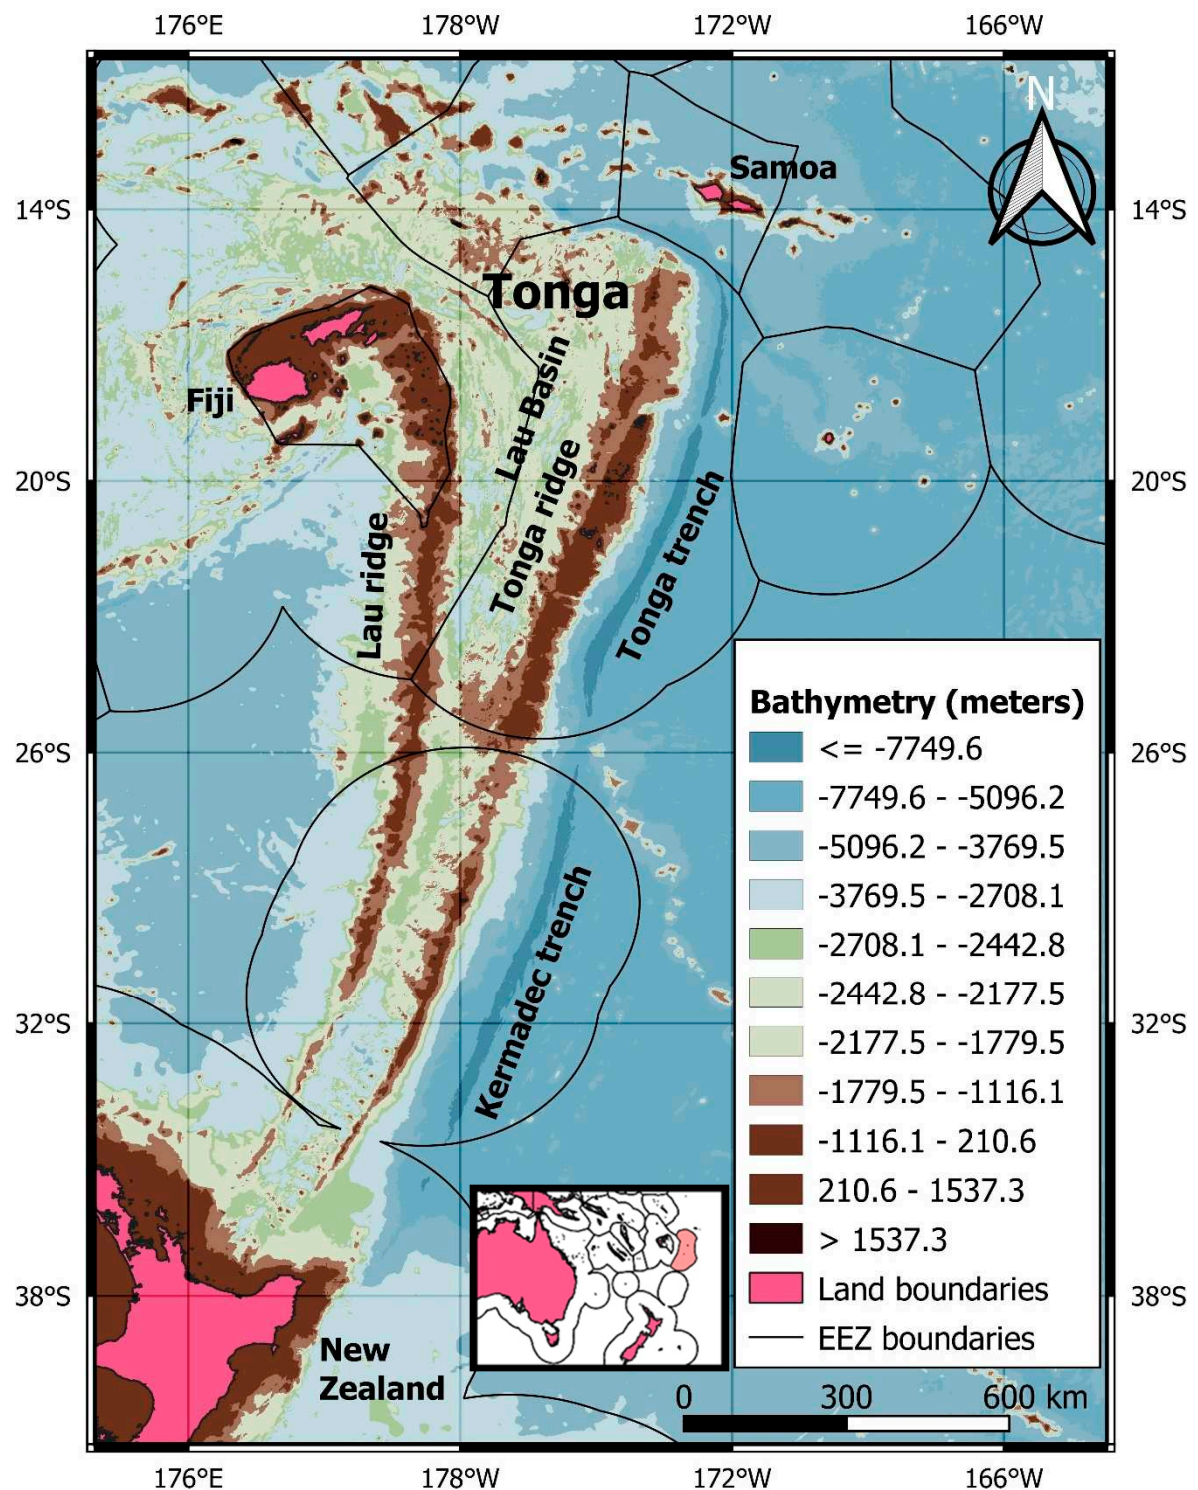 176°E 178°W 172°W 166°W
N
Samoa
14°S 14°S
Tonga
Fiji
Lau Basin
20°S 20°S
Tonga ridge
Tonga trench
Lau ridge
Bathymetry (meters)
<= -7749.6
26°S 26°S
-7749.6 - -5096.2
-5096.2 - -3769.5
-3769.5 - -2708.1
-2708.1 - -2442.8
-2442.8 - -2177.5
Kermadec trench
32°S 32°S
-2177.5 - -1779.5
-1779.5 - -1116.1
-1116.1 - 210.6
210.6 - 1537.3
> 1537.3
Land boundaries
38°S 38°S
EEZ boundaries
New
Zealand
0 300 600 km
176°E 178°W 172°W 166°W